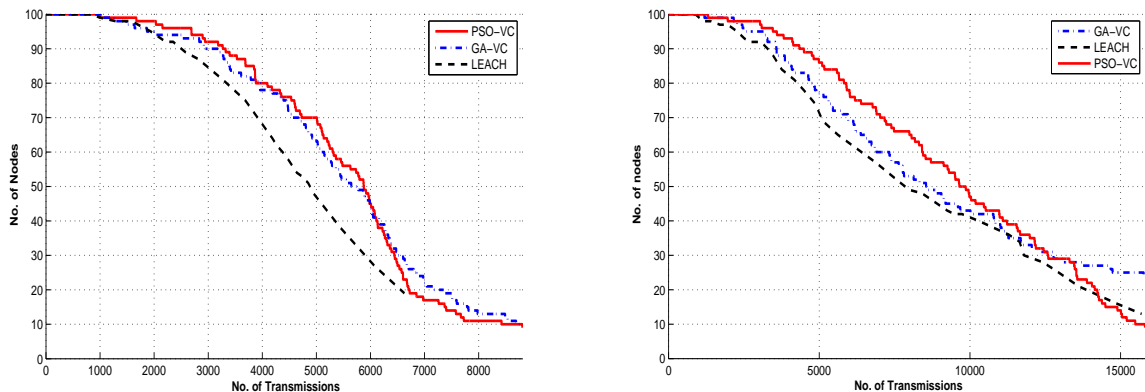 100
90
80
70
60
50
40
30
20
10
0
No. of Nodes
0 1000 2000 3000 4000 5000 6000 7000 8000
No. of Transmissions
PSO-VC
GA-VC
LEACH
100
90
80
70
60
50
40
30
20
10
0
No. of nodes
0 5000 10000 15000
No. of Transmissions
GA-VC
LEACH
PSO-VC